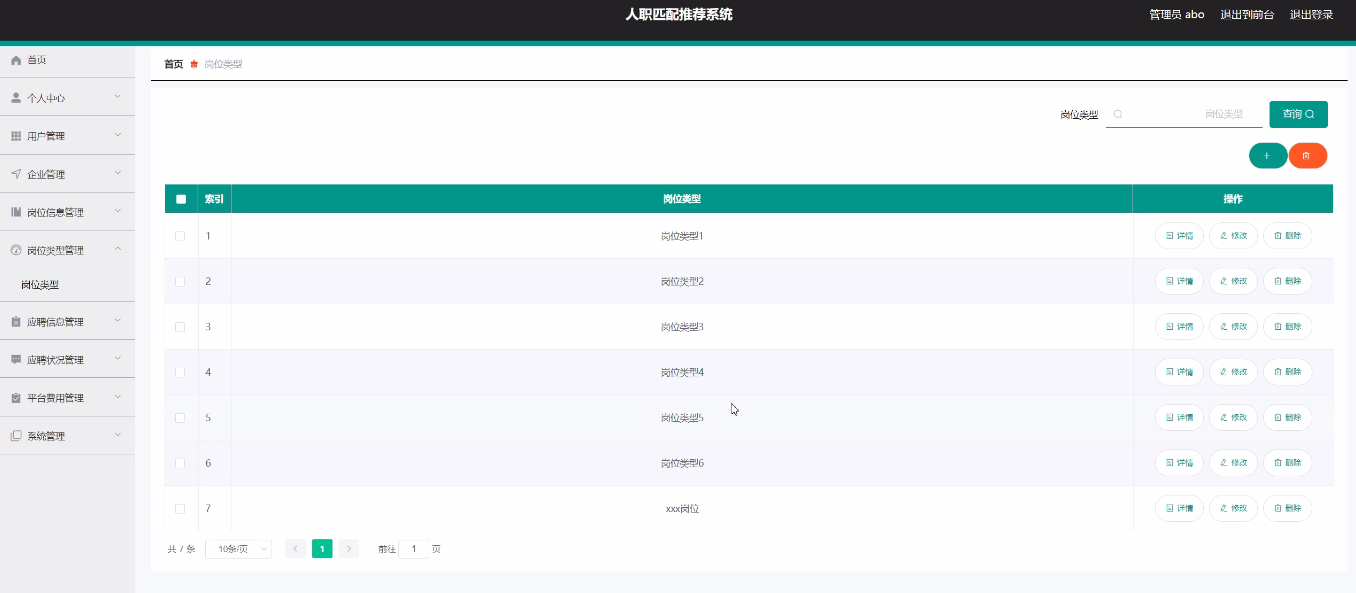 人职匹配推荐系统
管理员 abo 退出到前台 退出登录
首页
个人中心
用户管理
企业管理
岗位信息管理
岗位类型管理
岗位类型
应聘信息管理
应聘状况管理
平台费用管理
系统管理
首页 岗位类型
岗位类型 岗位类型 查询
索引 岗位类型 操作
1 岗位类型1 详情 修改 删除
2 岗位类型2 详情 修改 删除
3 岗位类型3 详情 修改 删除
4 岗位类型4 详情 修改 删除
5 岗位类型5 详情 修改 删除
6 岗位类型6 详情 修改 删除
7 xxx岗位 详情 修改 删除
共 7 条 10条/页 1 前往 1 页